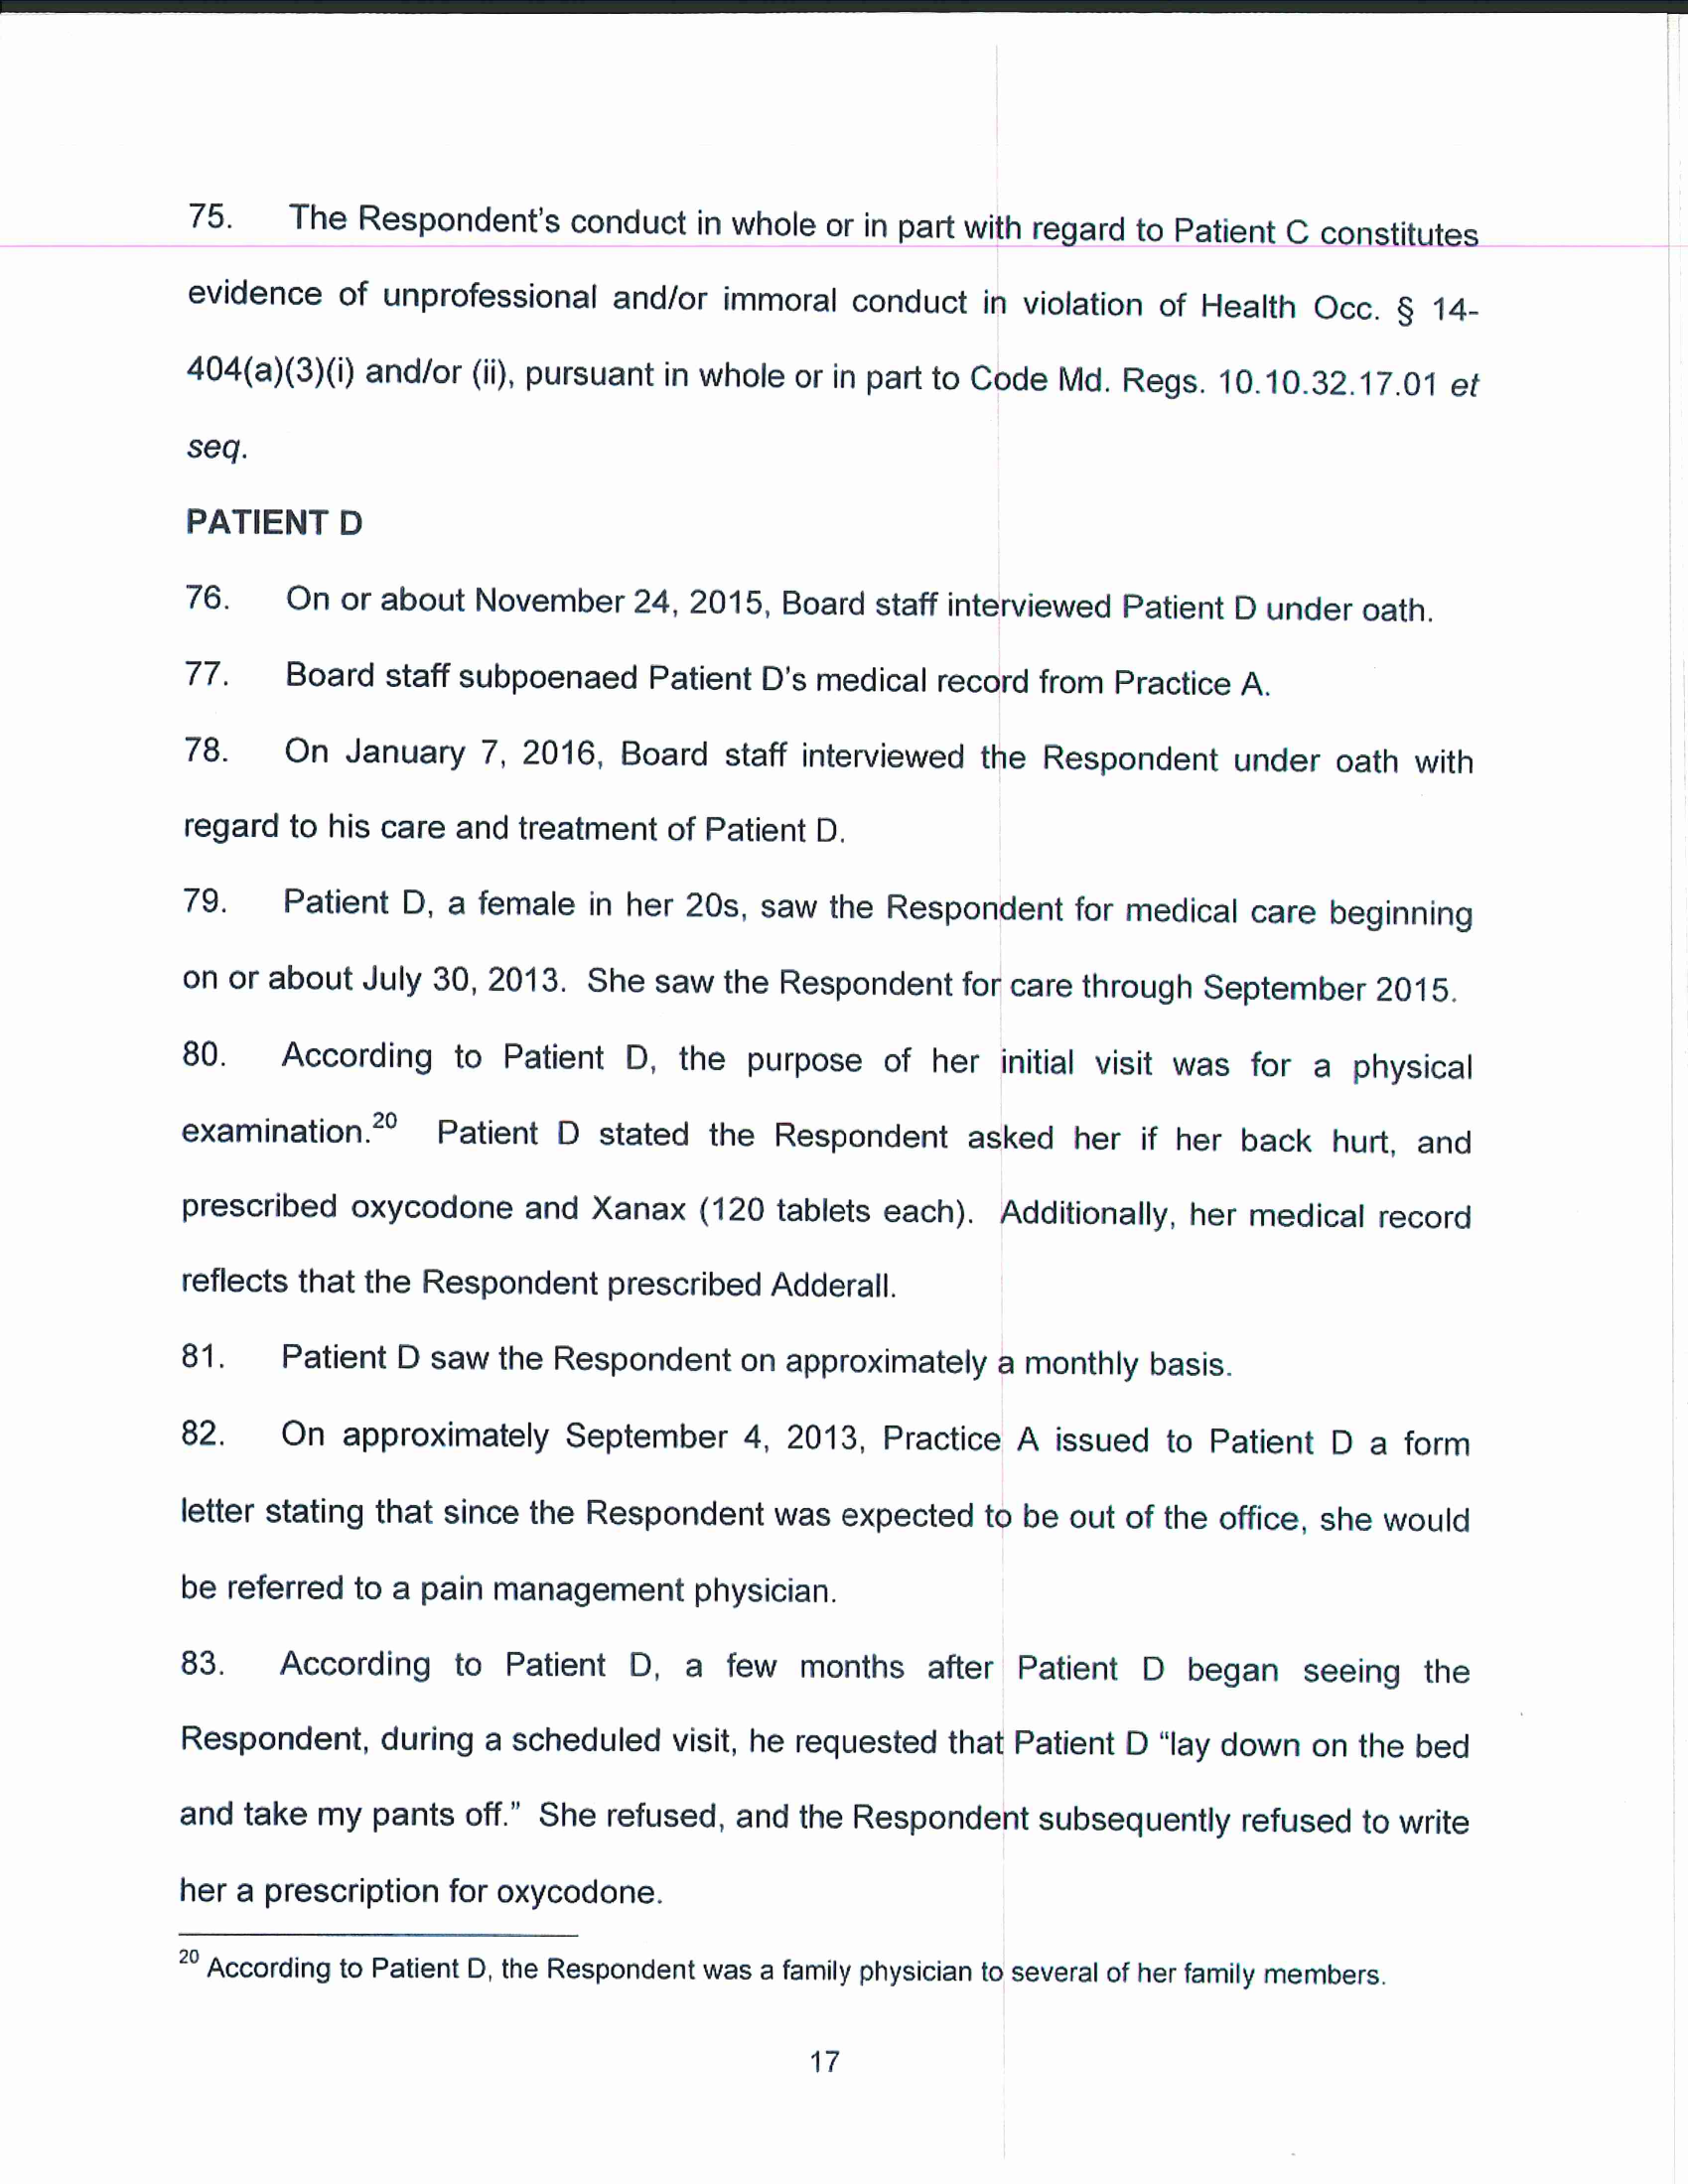 75. The Respondent's conduct in whole or in part with regard to Patient C constitutes
evidence of unprofessional and/or immoral conduct in violation of Health Occ. § 14-
404(a)(3)(i) and/or (ii), pursuant in whole or in part to Code Md. Regs. 10.10.32.17.01 et
seq.
PATIENT D
76. On or about November 24, 2015, Board staff interviewed Patient D under oath.
77. Board staff subpoenaed Patient D's medical record from Practice A.
78. On January 7, 2016, Board staff interviewed the Respondent under oath with
regard to his care and treatment of Patient D.
79. Patient D, a female in her 20s, saw the Respondent for medical care beginning
on or about July 30, 2013. She saw the Respondent for care through September 2015.
80. According to Patient D, the purpose of her initial visit was for a physical
examination.20 Patient D stated the Respondent asked her if her back hurt, and
prescribed oxycodone and Xanax (120 tablets each). Additionally, her medical record
reflects that the Respondent prescribed Adderall.
81. Patient D saw the Respondent on approximately a monthly basis.
82. On approximately September 4, 2013, Practice A issued to Patient D a form
letter stating that since the Respondent was expected to be out of the office, she would
be referred to a pain management physician.
83. According to Patient D, a few months after Patient D began seeing the
Respondent, during a scheduled visit, he requested that Patient D “lay down on the bed
and take my pants off.” She refused, and the Respondent subsequently refused to write
her a prescription for oxycodone.
20 According to Patient D, the Respondent was a family physician to several of her family members.
17